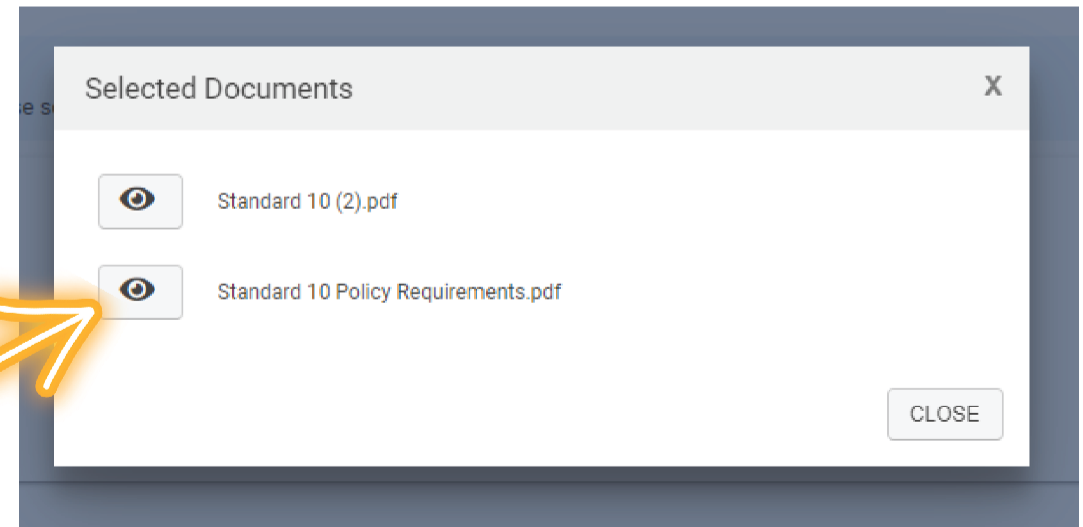 Selected Documents X
e s
Standard 10 (2).pdf
Standard 10 Policy Requirements.pdf
CLOSE